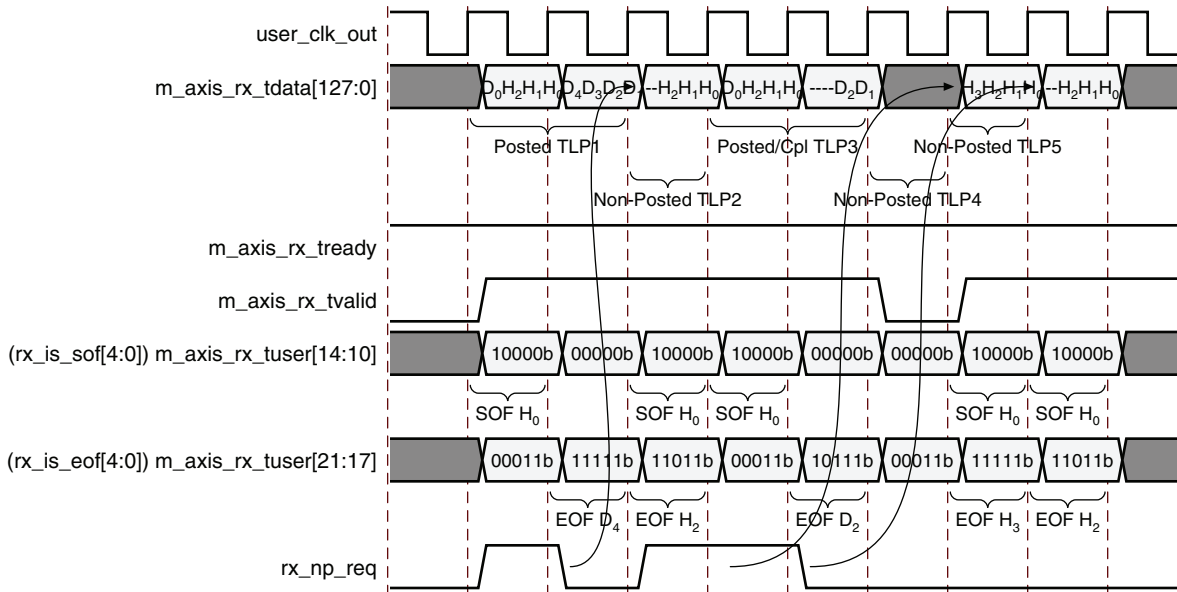 user_clk_out
m_axis_rx_tdata[127:0] D₀H₂H₁H₀ D₄D₃D₂D₁ --H₂H₁H₀ D₀H₂H₁H₀ ----D₂D₁ H₃H₂H₁H₀ --H₂H₁H₀
Posted TLP1 Posted/Cpl TLP3 Non-Posted TLP5
Non-Posted TLP2 Non-Posted TLP4
m_axis_rx_tready
m_axis_rx_tvalid
(rx_is_sof[4:0]) m_axis_rx_tuser[14:10] 10000b 00000b 10000b 10000b 00000b 00000b 10000b 10000b
SOF H₀ SOF H₀ SOF H₀ SOF H₀ SOF H₀
(rx_is_eof[4:0]) m_axis_rx_tuser[21:17] 00011b 11111b 11011b 00011b 10111b 00011b 11111b 11011b
EOF D₄ EOF H₂ EOF D₂ EOF H₃ EOF H₂
rx_np_req